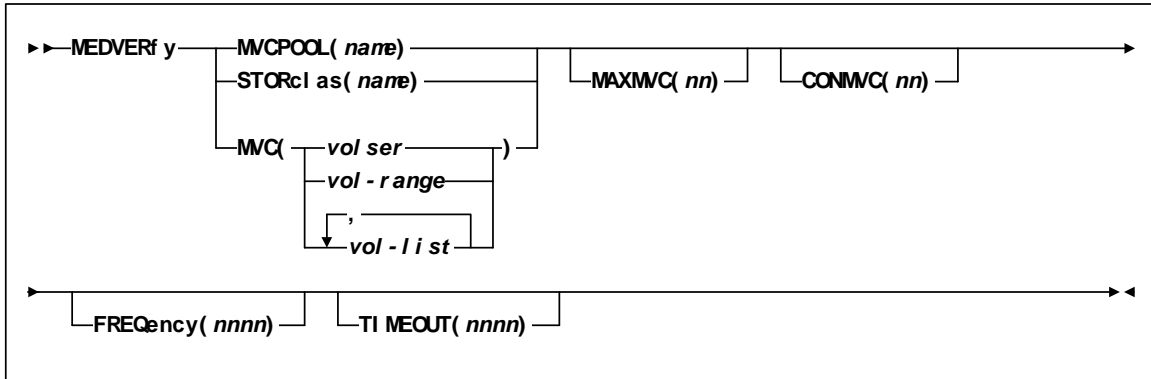 MEDVERfy MVCPOOL(name)
STORclas(name) MAXMVC(nn) CONMVC(nn)
MVC( volser )
vol-range
,
vol-list
FREQency(nnnn) TIMEOUT(nnnn)